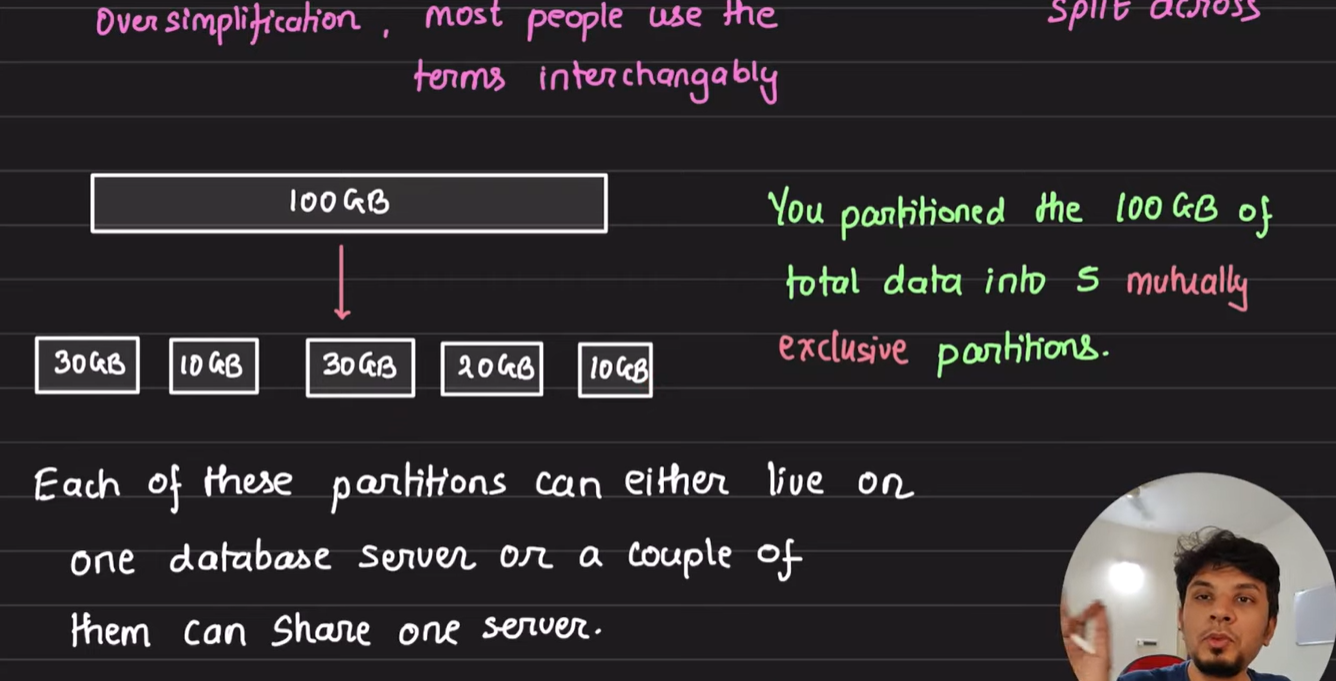 Over simplification, most people use the
terms interchangably
split across
100 GB
30 GB 10 GB 30 GB 20 GB 10 GB
You partitioned the 100 GB of
total data into 5 mutually
exclusive partitions.
Each of these partitions can either live on
one database server or a couple of
them can share one server.